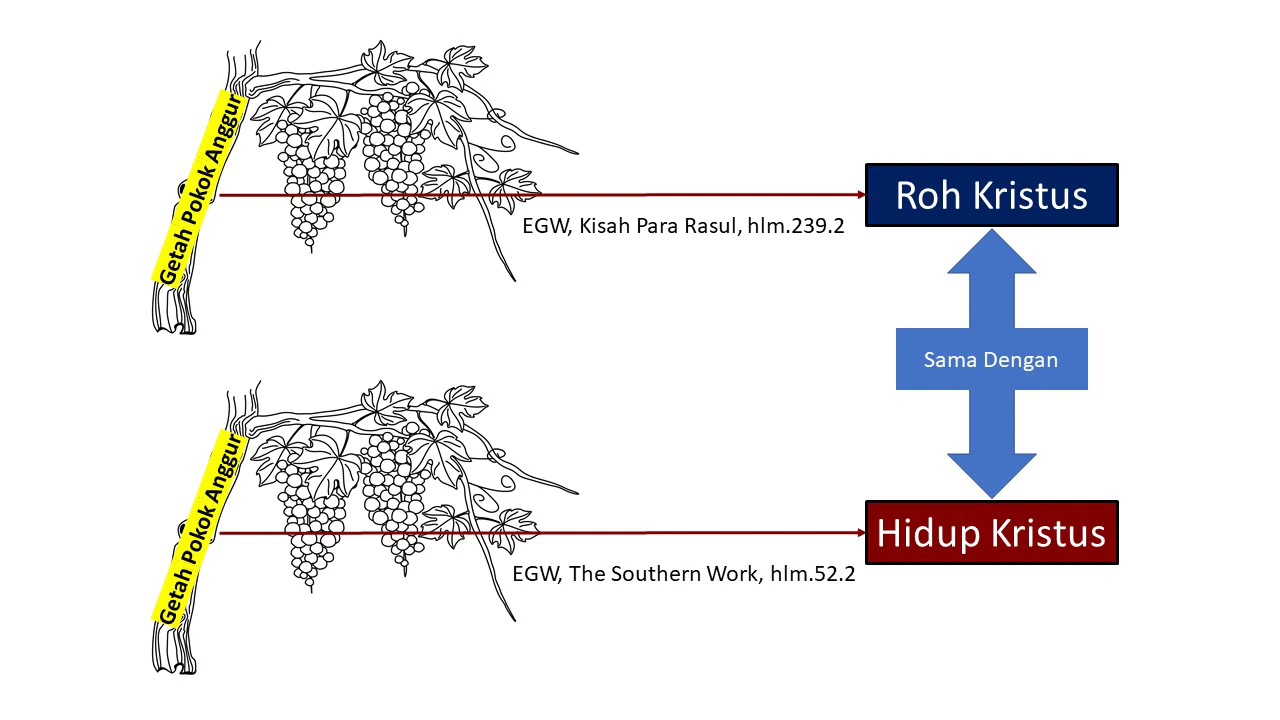 Getah Pokok Anggur
Roh Kristus
EGW, Kisah Para Rasul, hlm.239.2
Sama Dengan
Getah Pokok Anggur
Hidup Kristus
EGW, The Southern Work, hlm.52.2